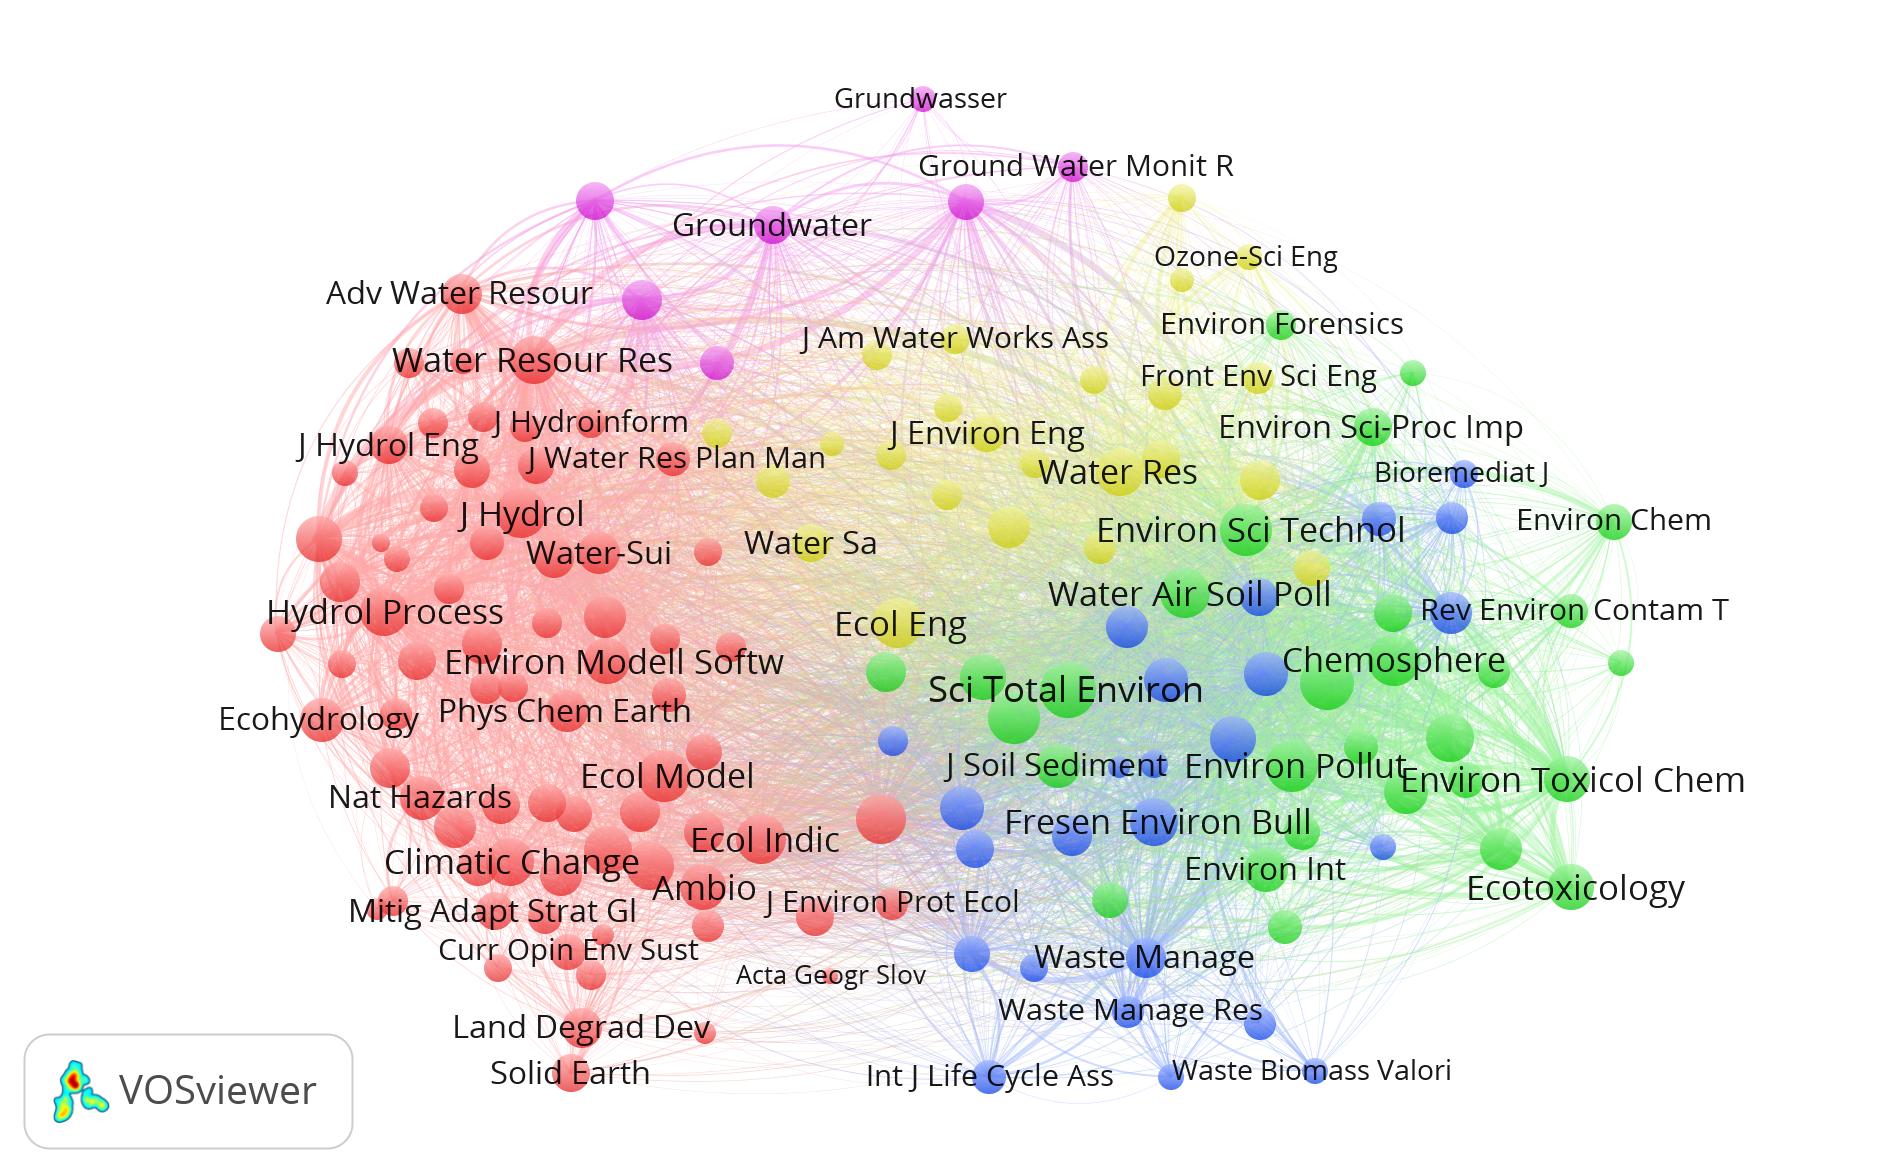 Grundwasser
Ground Water Monit R
Groundwater
Ozone-Sci Eng
Adv Water Resour
Environ Forensics
J Am Water Works Ass
Water Resour Res
Front Env Sci Eng
J Hydroinform
Environ Sci-Proc Imp
J Hydrol Eng
J Environ Eng
J Water Res Plan Man
Water Res
Bioremediat J
J Hydrol
Environ Chem
Environ Sci Technol
Water Sa
Water-Sui
Water Air Soil Poll
Hydrol Process
Rev Environ Contam T
Ecol Eng
Environ Modell Softw
Chemosphere
Sci Total Environ
Ecohydrology
Phys Chem Earth
J Soil Sediment
Environ Pollut
Ecol Model
Environ Toxicol Chem
Nat Hazards
Fresen Environ Bull
Ecol Indic
Climatic Change
Environ Int
Ambio
Ecotoxicology
J Environ Prot Ecol
Mitig Adapt Strat Gl
Curr Opin Env Sust
Waste Manage
Acta Geogr Slov
Waste Manage Res
Land Degrad Dev
Solid Earth
Int J Life Cycle Ass
Waste Biomass Valori
VOSviewer